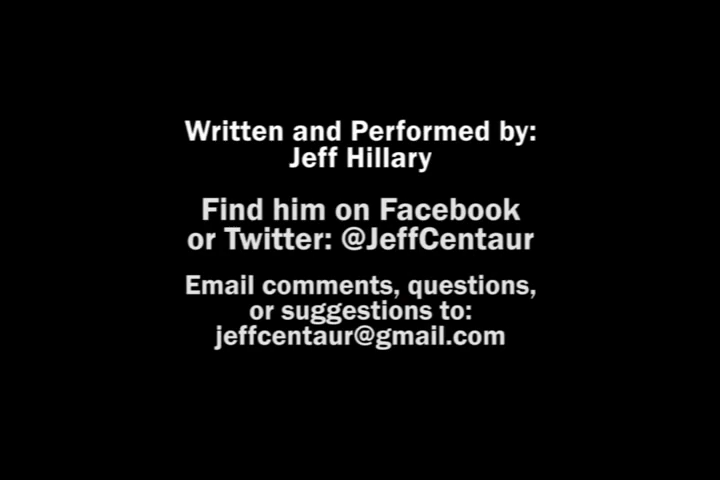 Written and Performed by:
Jeff Hillary
Find him on Facebook
or Twitter: @JeffCentaur
Email comments, questions,
or suggestions to:
jeffcentaur@gmail.com